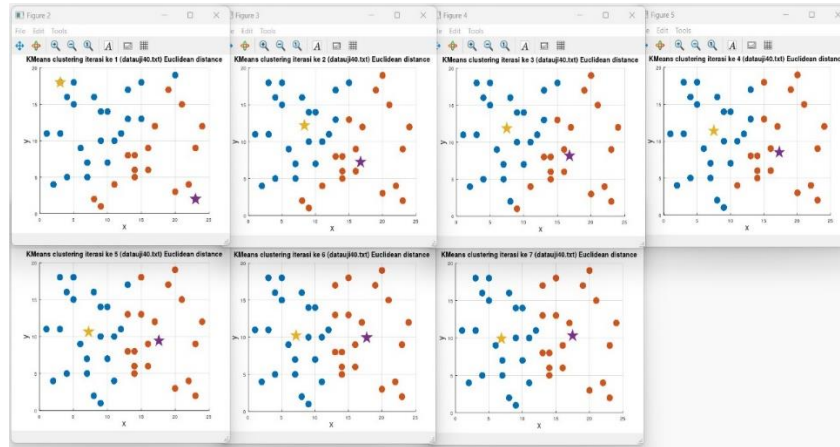 Figure 2
File Edit Tools
KMeans clustering iterasi ke 1 (datauji40.txt) Euclidean distance
y
x
Figure 3
File Edit Tools
KMeans clustering iterasi ke 2 (datauji40.txt) Euclidean distance
y
x
Figure 4
File Edit Tools
KMeans clustering iterasi ke 3 (datauji40.txt) Euclidean distance
y
x
Figure 5
File Edit Tools
KMeans clustering iterasi ke 4 (datauji40.txt) Euclidean distance
y
x
KMeans clustering iterasi ke 5 (datauji40.txt) Euclidean distance
y
x
KMeans clustering iterasi ke 6 (datauji40.txt) Euclidean distance
y
x
KMeans clustering iterasi ke 7 (datauji40.txt) Euclidean distance
y
x